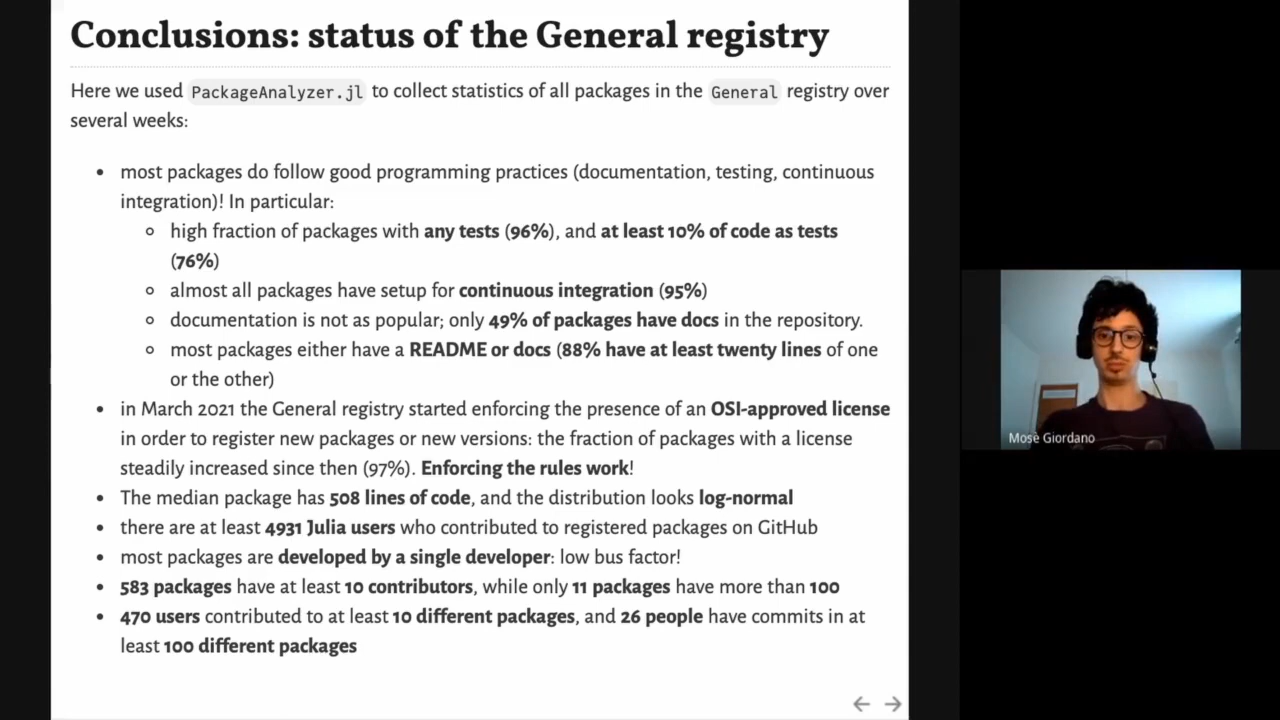 Conclusions: status of the General registry
Here we used PackageAnalyzer.jl to collect statistics of all packages in the General registry over
several weeks:
• most packages do follow good programming practices (documentation, testing, continuous
integration)! In particular:
◦ high fraction of packages with any tests (96%), and at least 10% of code as tests
(76%)
◦ almost all packages have setup for continuous integration (95%)
◦ documentation is not as popular; only 49% of packages have docs in the repository.
◦ most packages either have a README or docs (88% have at least twenty lines of one
or the other)
• in March 2021 the General registry started enforcing the presence of an OSI-approved license
in order to register new packages or new versions: the fraction of packages with a license
steadily increased since then (97%). Enforcing the rules work!
• The median package has 508 lines of code, and the distribution looks log-normal
• there are at least 4931 Julia users who contributed to registered packages on GitHub
• most packages are developed by a single developer: low bus factor!
• 583 packages have at least 10 contributors, while only 11 packages have more than 100
• 470 users contributed to at least 10 different packages, and 26 people have commits in at
least 100 different packages
Mosè Giordano